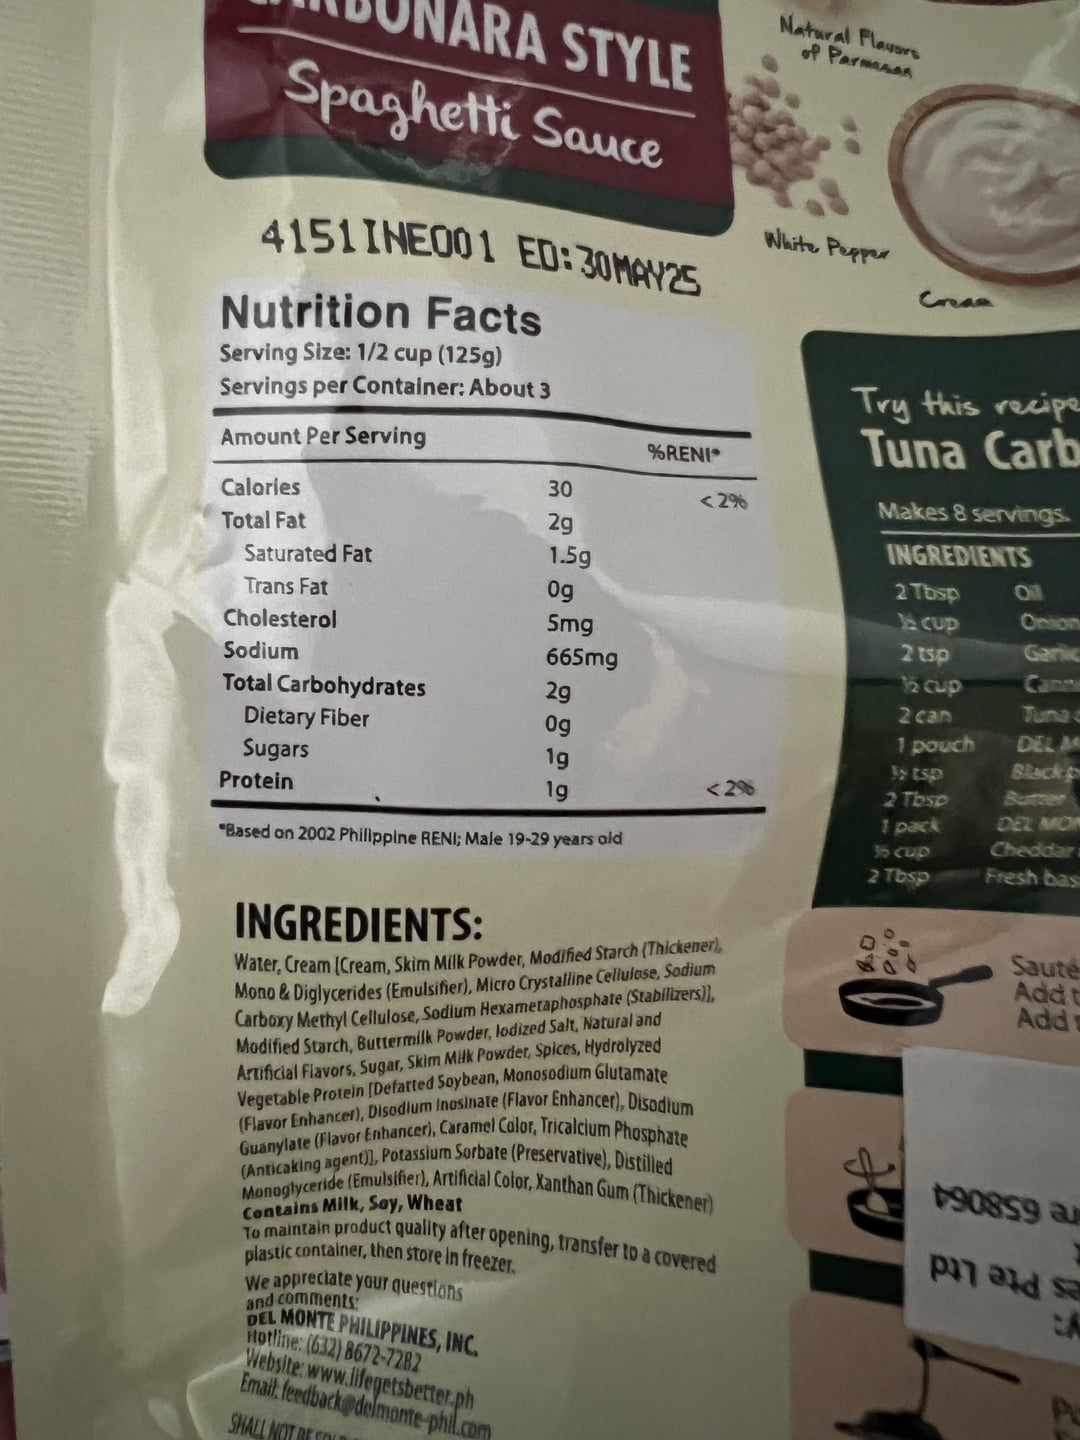 CARBONARA STYLE
Spaghetti Sauce
Natural Flavors
of Parmesan
White Pepper
Cream
4151INE001 ED:30MAY25
Nutrition Facts
Serving Size: 1/2 cup (125g)
Servings per Container: About 3
Amount Per Serving %RENI*
Calories 30 <2%
Total Fat 2g
Saturated Fat 1.5g
Trans Fat 0g
Cholesterol 5mg
Sodium 665mg
Total Carbohydrates 2g
Dietary Fiber 0g
Sugars 1g
Protein 1g <2%
*Based on 2002 Philippine RENI; Male 19-29 years old
INGREDIENTS:
Water, Cream [Cream, Skim Milk Powder, Modified Starch (Thickener),
Mono & Diglycerides (Emulsifier), Micro Crystalline Cellulose, Sodium
Carboxy Methyl Cellulose, Sodium Hexametaphosphate (Stabilizers)],
Modified Starch, Buttermilk Powder, Iodized Salt, Natural and
Artificial Flavors, Sugar, Skim Milk Powder, Spices, Hydrolyzed
Vegetable Protein [Defatted Soybean, Monosodium Glutamate
(Flavor Enhancer), Disodium Inosinate (Flavor Enhancer), Disodium
Guanylate (Flavor Enhancer), Caramel Color, Tricalcium Phosphate
(Anticaking agent)], Potassium Sorbate (Preservative), Distilled
Monoglyceride (Emulsifier), Artificial Color, Xanthan Gum (Thickener)
Contains Milk, Soy, Wheat
To maintain product quality after opening, transfer to a covered
plastic container, then store in freezer.
We appreciate your questions
and comments:
DEL MONTE PHILIPPINES, INC.
Hotline: (632) 8672-7282
Website: www.lifegetsbetter.ph
Email: feedback@delmonte-phil.com
SHALL NOT BE
Try this recipe
Tuna Carb
Makes 8 servings.
INGREDIENTS
2 Tbsp Oil
½ cup Onion
2 tsp Garlic
½ cup
2 can Tuna
1 pouch DEL M
½ tsp Black p
2 Tbsp Butter
1 pack DEL MON
cup Cheddar
2 Tbsp Fresh bas
Sauté
Add t
Add
re 658064
es Pte Ltd